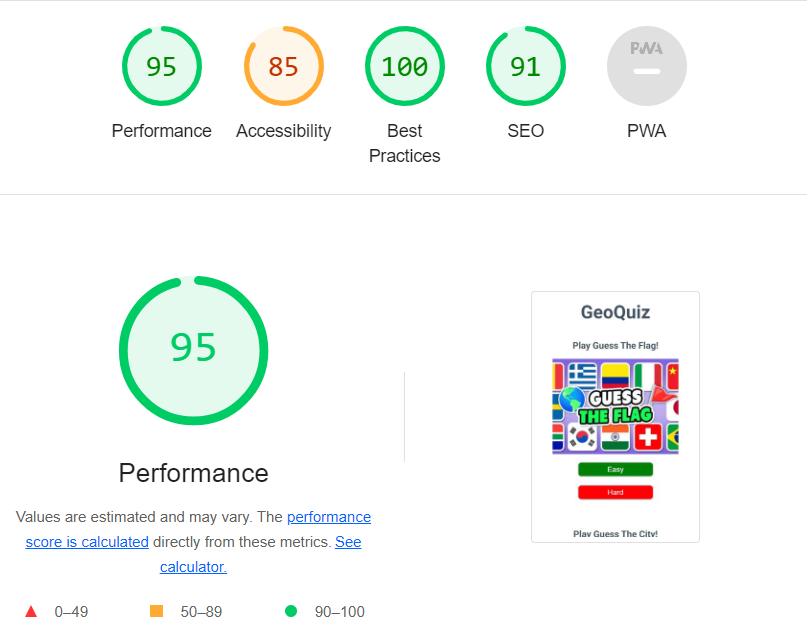 95
85
100
91
PWA
Performance
Accessibility
Best
Practices
SEO
PWA
95
Performance
Values are estimated and may vary. The performance
score is calculated directly from these metrics. See
calculator.
0–49
50–89
90–100
GeoQuiz
Play Guess The Flag!
GUESS
THE FLAG
Easy
Hard
Play Guess The City!